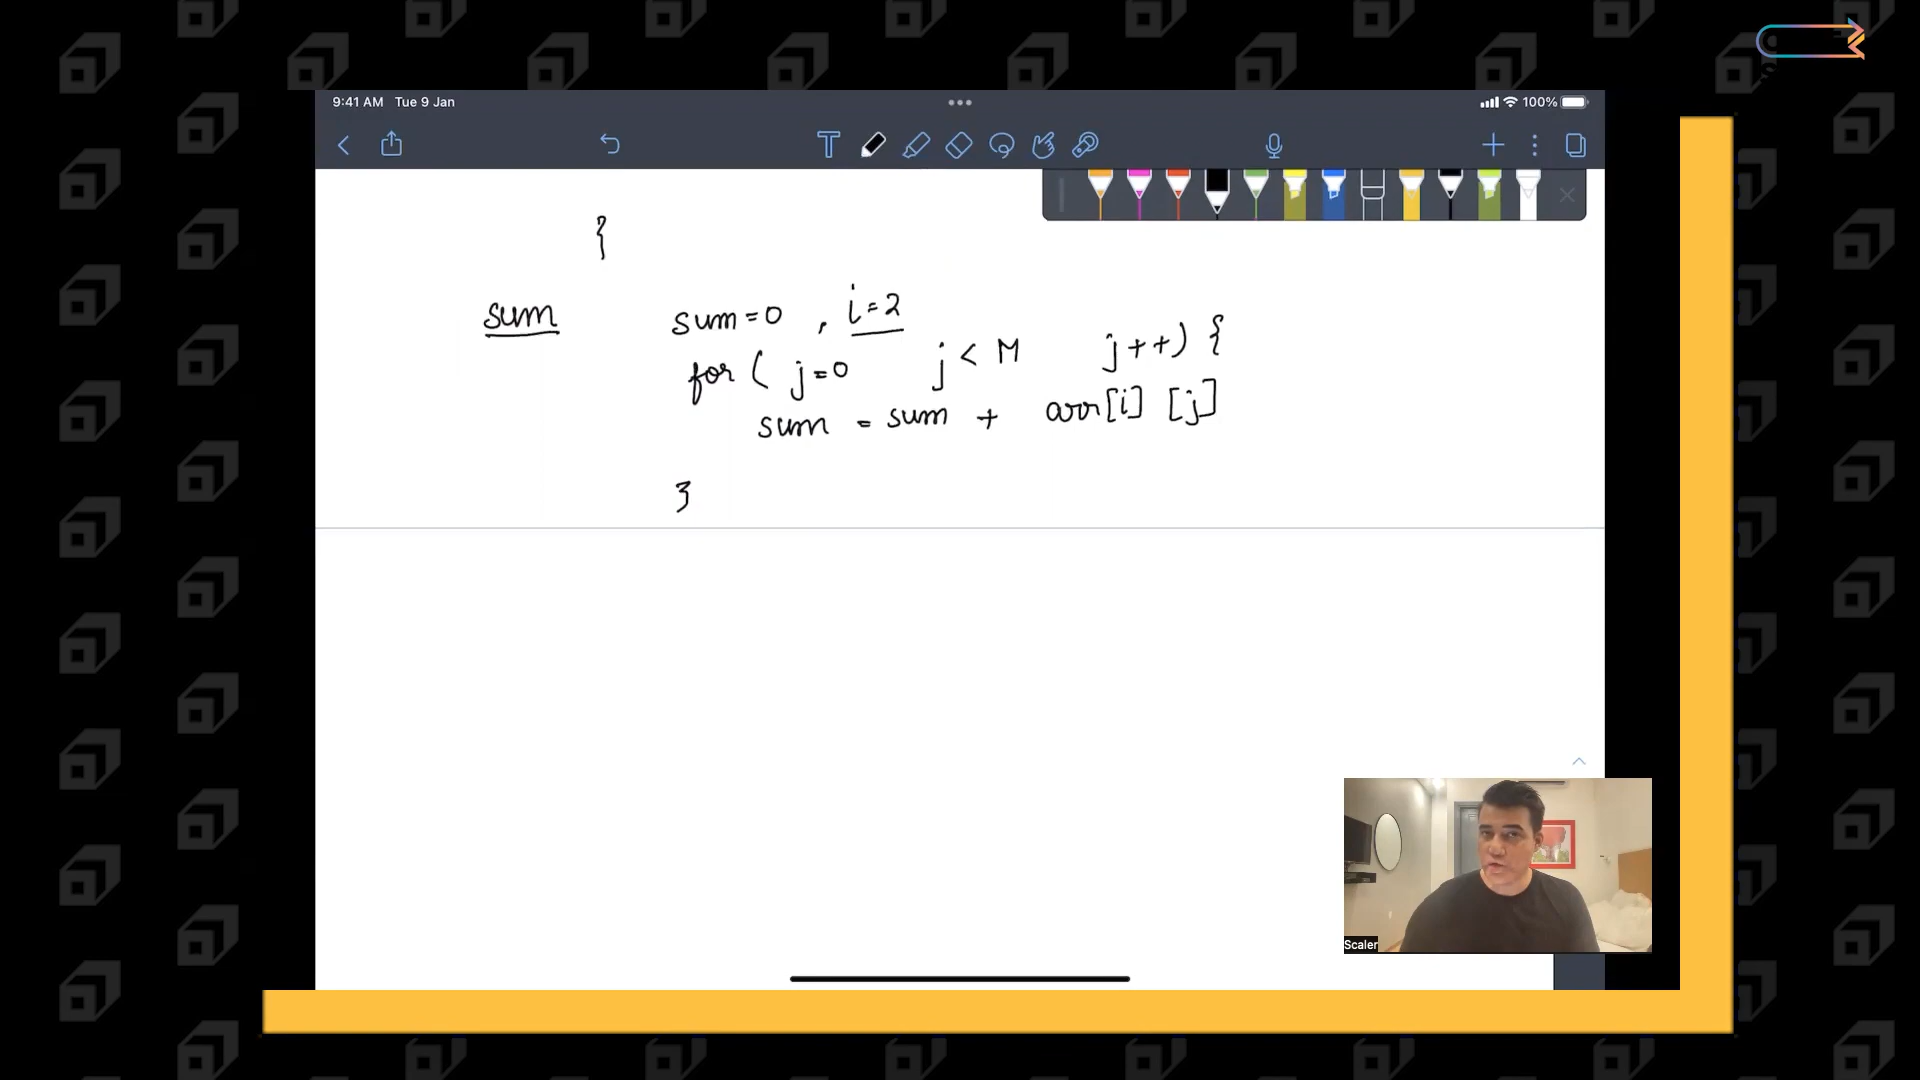 9:41 AM Tue 9 Jan
100%
{
sum sum=0 , i=2
for ( j=0 j < M j++) {
sum = sum + arr[i] [j]
}
Scaler